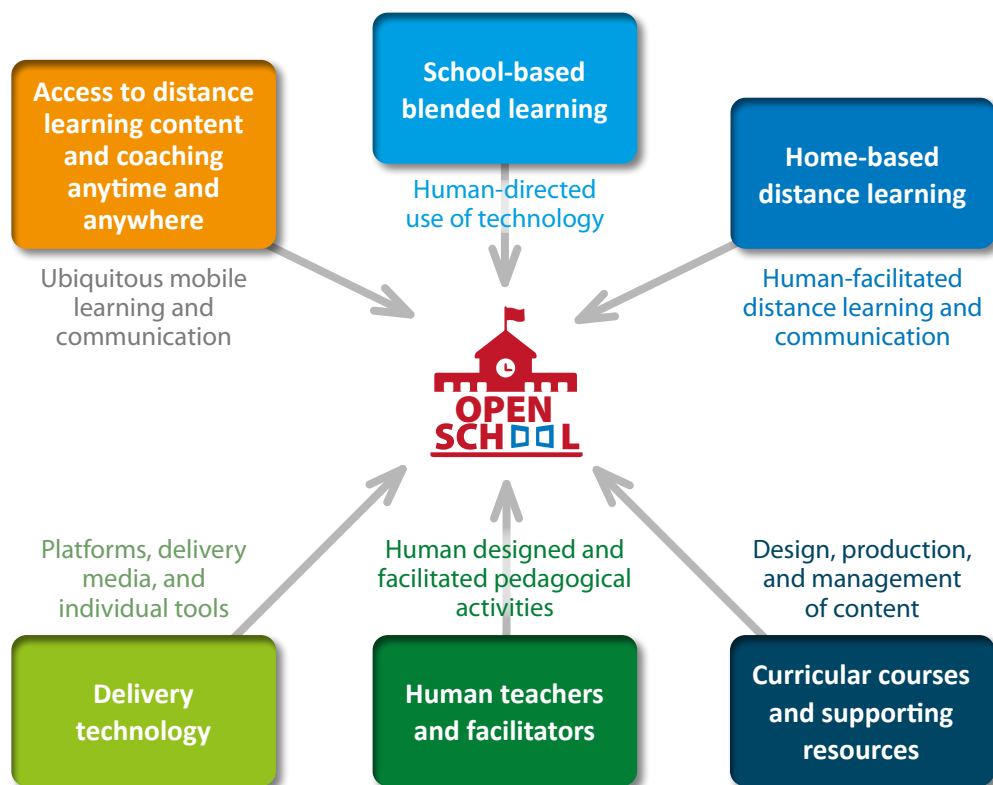 Access to distance
learning content
and coaching
anytime and
anywhere
School-based
blended learning
Home-based
distance learning
Ubiquitous mobile
learning and
communication
Human-directed
use of technology
Human-facilitated
distance learning and
communication
OPEN
SCHOOL
Platforms, delivery
media, and
individual tools
Human designed and
facilitated pedagogical
activities
Design, production,
and management
of content
Delivery
technology
Human teachers
and facilitators
Curricular courses
and supporting
resources